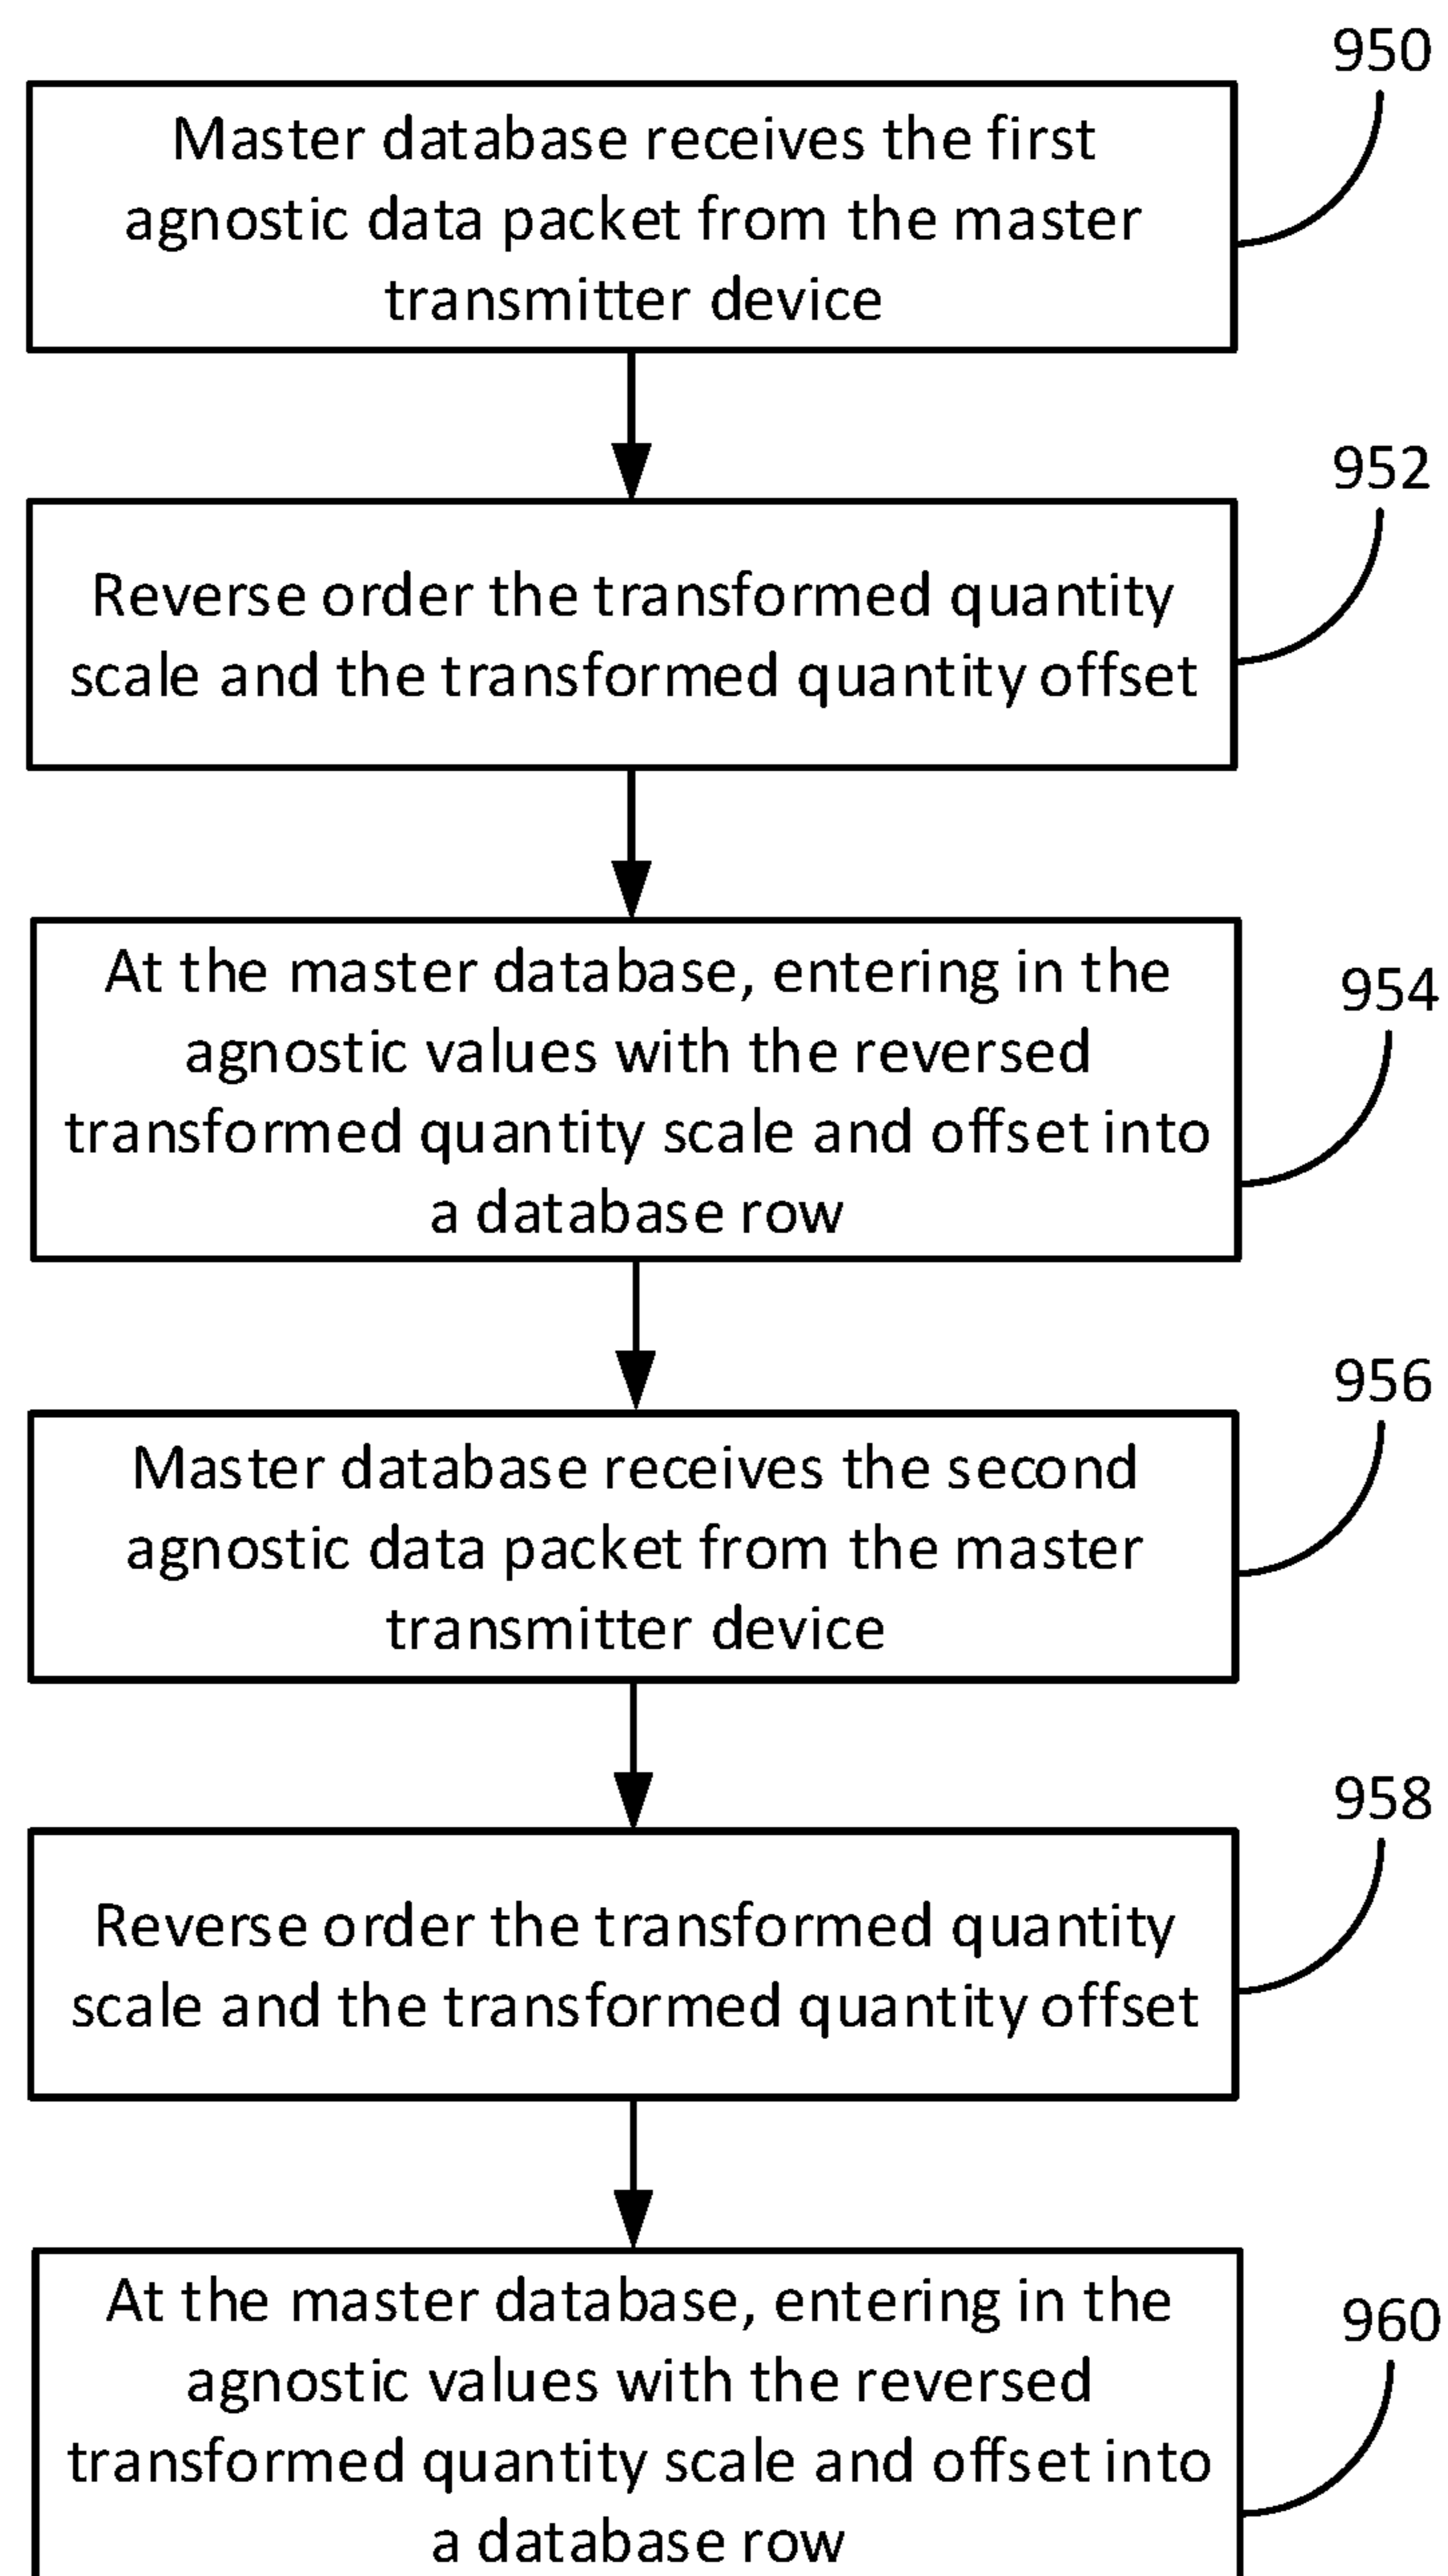 950
Master database receives the first
agnostic data packet from the master
transmitter device
952
Reverse order the transformed quantity
scale and the transformed quantity offset
954
At the master database, entering in the
agnostic values with the reversed
transformed quantity scale and offset into
a database row
956
Master database receives the second
agnostic data packet from the master
transmitter device
958
Reverse order the transformed quantity
scale and the transformed quantity offset
960
At the master database, entering in the
agnostic values with the reversed
transformed quantity scale and offset into
a database row